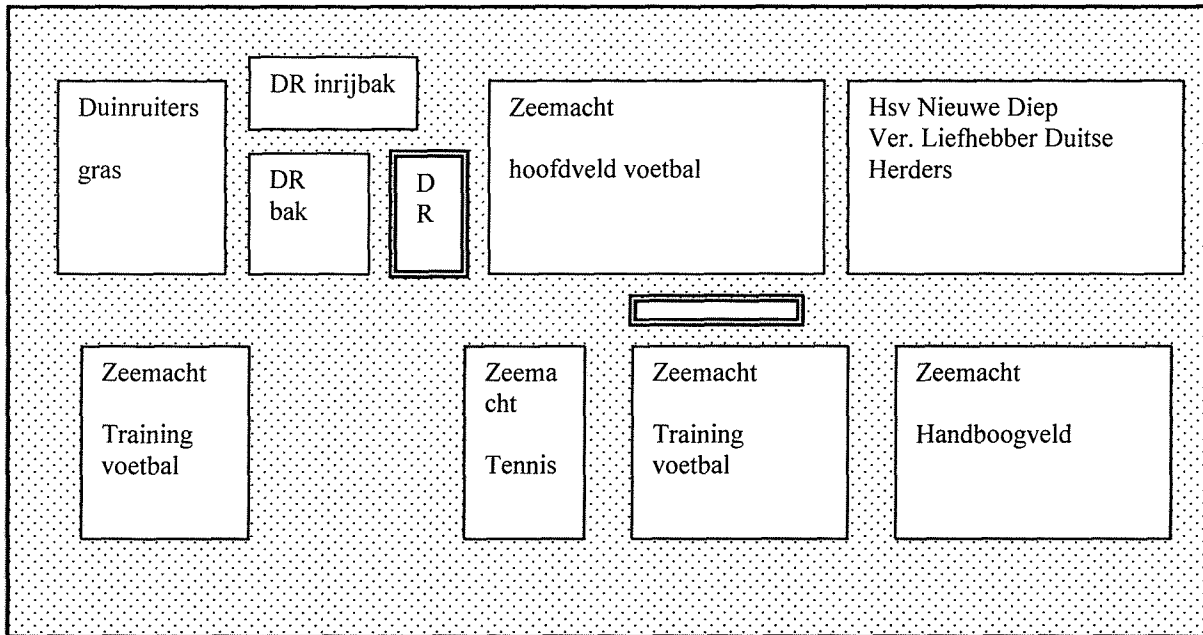 Duinruiters
gras
DR inrijbak
DR
bak
D
R
Zeemacht
hoofdveld voetbal
Hsv Nieuwe Diep
Ver. Liefhebber Duitse
Herders
Zeemacht
Training
voetbal
Zeema
cht
Tennis
Zeemacht
Training
voetbal
Zeemacht
Handboogveld